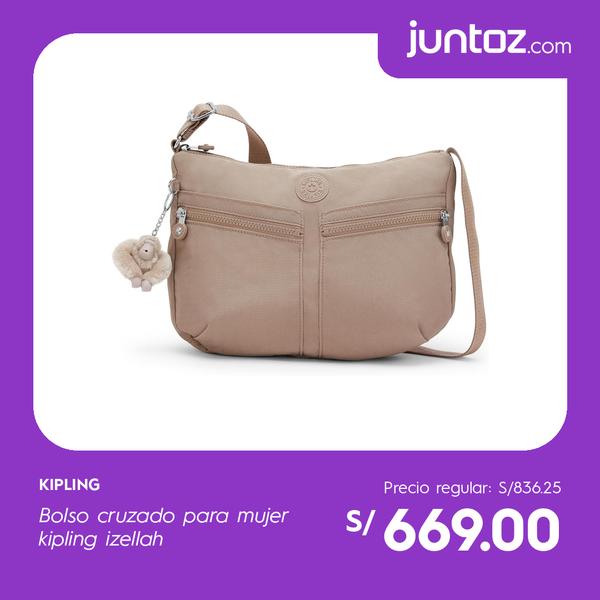 juntoz.com
KIPLING
Bolso cruzado para mujer
kipling izellah
Precio regular: S/836.25
S/ 669.00